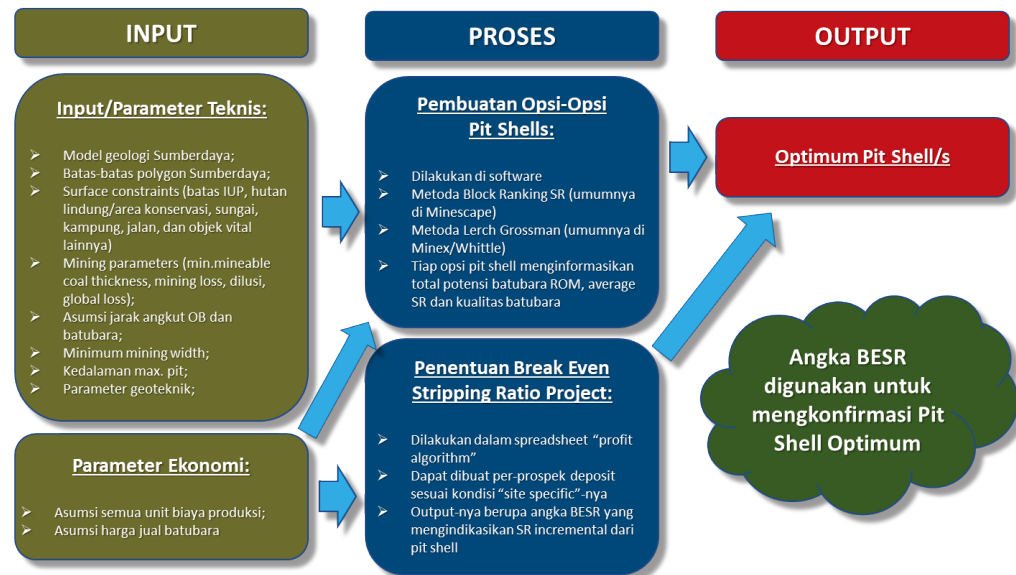 INPUT
Input/Parameter Teknis:
➢ Model geologi Sumberdaya;
➢ Batas-batas polygon Sumberdaya;
➢ Surface constraints (batas IUP, hutan
lindung/area konservasi, sungai,
kampung, jalan, dan objek vital
lainnya)
➢ Mining parameters (min.mineable
coal thickness, mining loss, dilusi,
global loss);
➢ Asumsi jarak angkut OB dan
batubara;
➢ Minimum mining width;
➢ Kedalaman max. pit;
➢ Parameter geoteknik;
Parameter Ekonomi:
➢ Asumsi semua unit biaya produksi;
➢ Asumsi harga jual batubara
PROSES
Pembuatan Opsi-Opsi
Pit Shells:
➢ Dilakukan di software
➢ Metoda Block Ranking SR (umumnya
di Minescape)
➢ Metoda Lerch Grossman (umumnya di
Minex/Whittle)
➢ Tiap opsi pit shell menginformasikan
total potensi batubara ROM, average
SR dan kualitas batubara
Penentuan Break Even
Stripping Ratio Project:
➢ Dilakukan dalam spreadsheet “profit
algorithm”
➢ Dapat dibuat per-prospek deposit
sesuai kondisi “site specific”-nya
➢ Output-nya berupa angka BESR yang
mengindikasikan SR incremental dari
pit shell
OUTPUT
Optimum Pit Shell/s
Angka BESR
digunakan untuk
mengkonfirmasi Pit
Shell Optimum